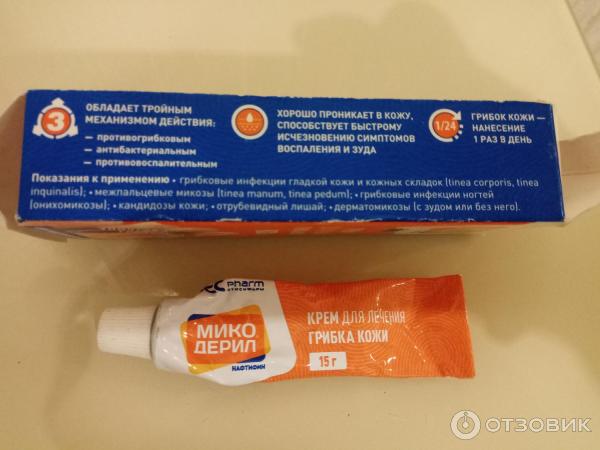 3
ОБЛАДАЕТ ТРОЙНЫМ
МЕХАНИЗМОМ ДЕЙСТВИЯ:
— противогрибковым
— антибактериальным
— противовоспалительным
ХОРОШО ПРОНИКАЕТ В КОЖУ,
СПОСОБСТВУЕТ БЫСТРОМУ
ИСЧЕЗНОВЕНИЮ СИМПТОМОВ
ВОСПАЛЕНИЯ И ЗУДА
1/24
ГРИБОК КОЖИ —
НАНЕСЕНИЕ
1 РАЗ В ДЕНЬ
Показания к применению • грибковые инфекции гладкой кожи и кожных складок (tinea corporis, tinea
inquinalis); • межпальцевые микозы (tinea manum, tinea pedum); • грибковые инфекции ногтей
(онихомикозы); • кандидозы кожи; • отрубевидный лишай; • дерматомикозы (с зудом или без него).
pharm
МИКО
ДЕРИЛ
НАФТИФИН
КРЕМ ДЛЯ ЛЕЧЕНИЯ
ГРИБКА КОЖИ
15 г
ОТЗОВИК